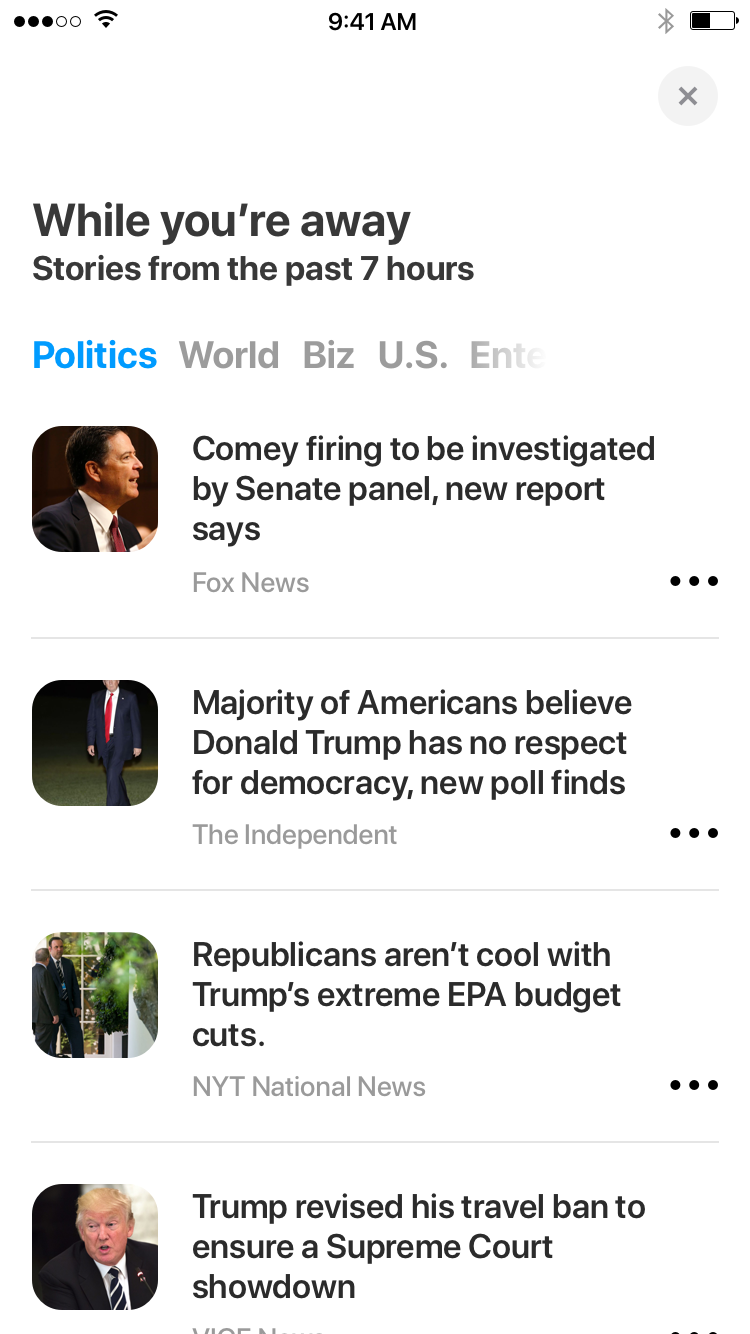 9:41 AM
While you’re away
Stories from the past 7 hours
Politics World Biz U.S. Ente
Comey firing to be investigated
by Senate panel, new report
says
Fox News
Majority of Americans believe
Donald Trump has no respect
for democracy, new poll finds
The Independent
Republicans aren’t cool with
Trump’s extreme EPA budget
cuts.
NYT National News
Trump revised his travel ban to
ensure a Supreme Court
showdown
VICE News